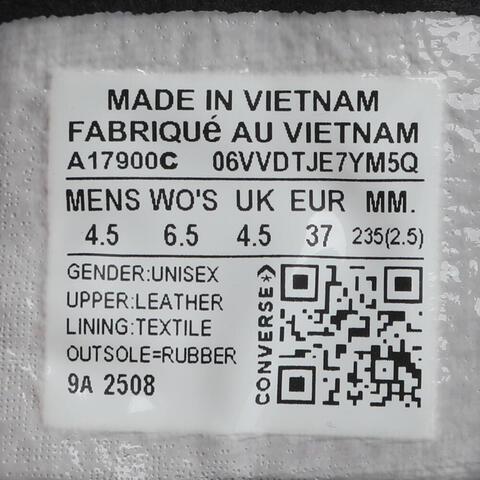 MADE IN VIETNAM
FABRIQUé AU VIETNAM
A17900C 06VVDTJE7YM5Q
MENS WO'S UK EUR MM.
4.5 6.5 4.5 37 235(2.5)
GENDER:UNISEX
UPPER:LEATHER
LINING:TEXTILE
OUTSOLE=RUBBER
9A 2508
CONVERSE